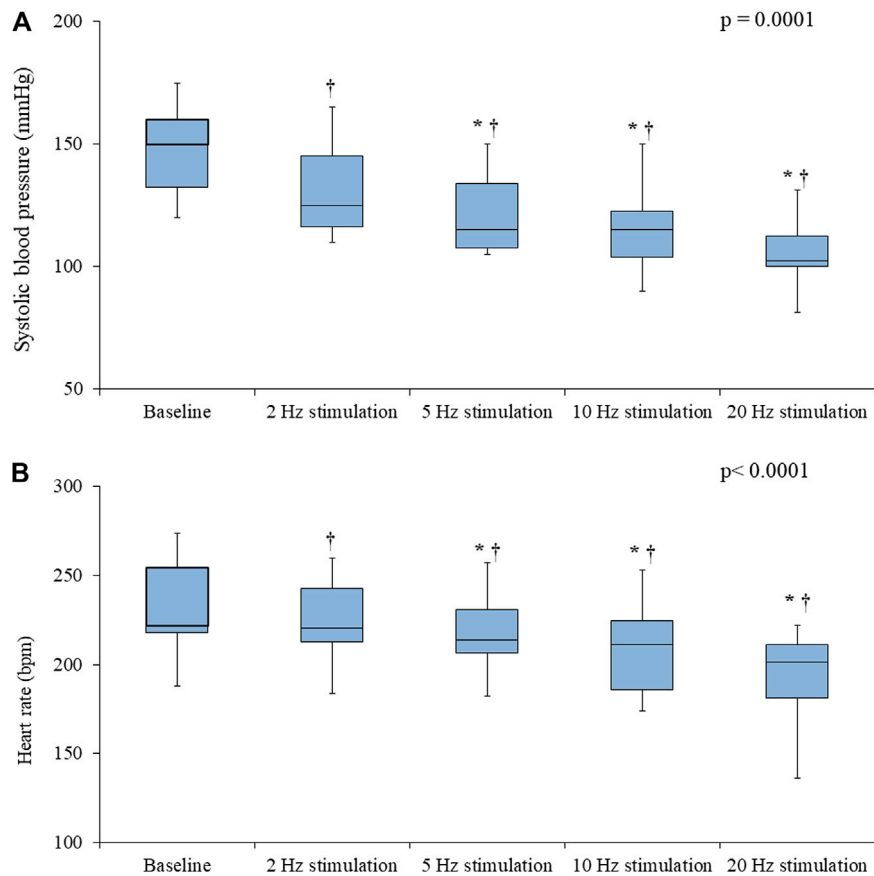 A
p = 0.0001
Systolic blood pressure (mmHg)
200
150
100
50
†
* †
* †
* †
Baseline 2 Hz stimulation 5 Hz stimulation 10 Hz stimulation 20 Hz stimulation
B
p< 0.0001
Heart rate (bpm)
300
250
200
150
100
†
* †
* †
* †
Baseline 2 Hz stimulation 5 Hz stimulation 10 Hz stimulation 20 Hz stimulation